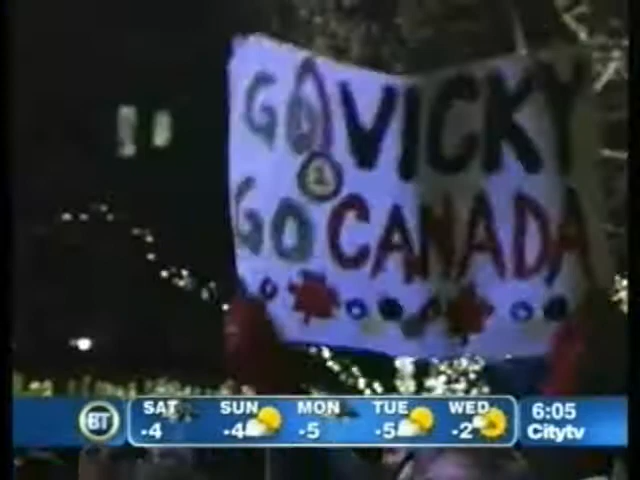 GO VICKY
&
GO CANADA
SAT SUN MON TUE WED
-4 -4 -5 -5 -2
BT
6:05
Citytv